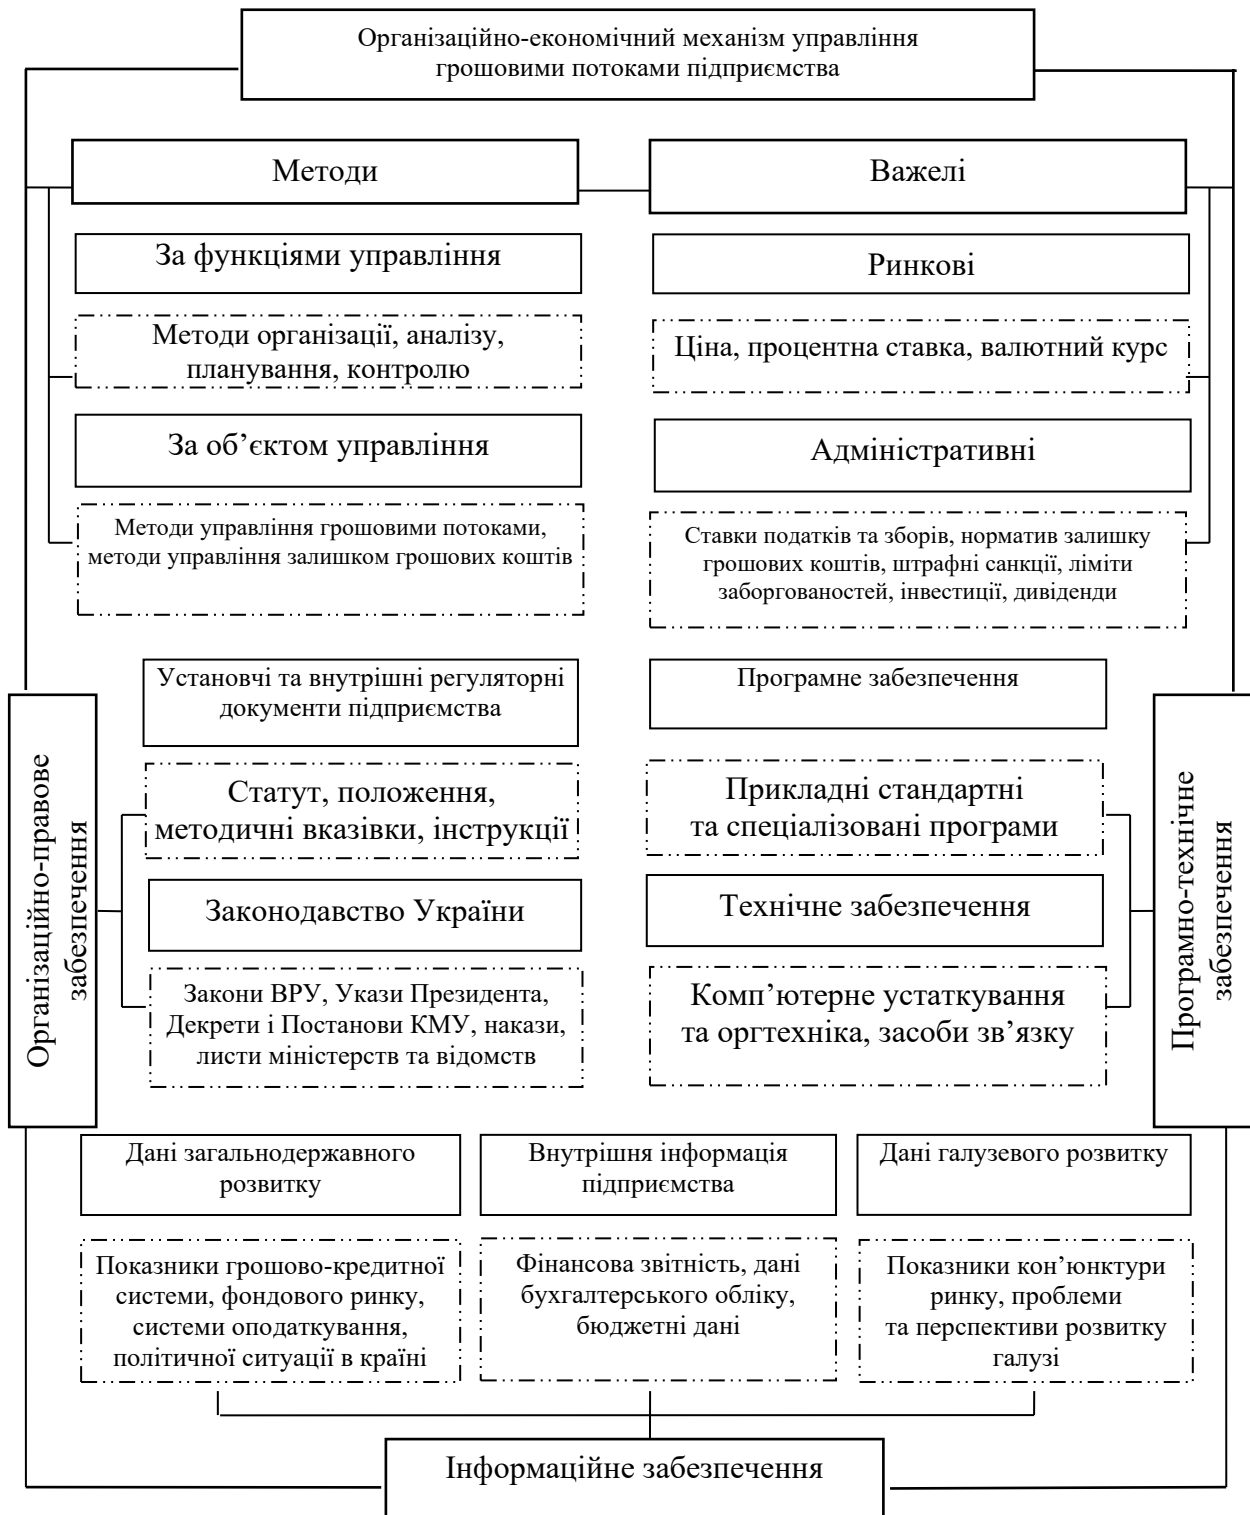 Організаційно-економічний механізм управління
грошовими потоками підприємства
Методи
Важелі
За функціями управління
Ринкові
Методи організації, аналізу,
планування, контролю
Ціна, процентна ставка, валютний курс
За об’єктом управління
Адміністративні
Методи управління грошовими потоками,
методи управління залишком грошових коштів
Ставки податків та зборів, норматив залишку
грошових коштів, штрафні санкції, ліміти
заборгованостей, інвестиції, дивіденди
Організаційно-правове
забезпечення
Установчі та внутрішні регуляторні
документи підприємства
Програмне забезпечення
Статут, положення,
методичні вказівки, інструкції
Прикладні стандартні
та спеціалізовані програми
Законодавство України
Технічне забезпечення
Закони ВРУ, Укази Президента,
Декрети і Постанови КМУ, накази,
листи міністерств та відомств
Комп’ютерне устаткування
та оргтехніка, засоби зв’язку
Програмно-технічне
забезпечення
Дані загальнодержавного
розвитку
Внутрішня інформація
підприємства
Дані галузевого розвитку
Показники грошово-кредитної
системи, фондового ринку,
системи оподаткування,
політичної ситуації в країні
Фінансова звітність, дані
бухгалтерського обліку,
бюджетні дані
Показники кон’юнктури
ринку, проблеми
та перспективи розвитку
галузі
Інформаційне забезпечення